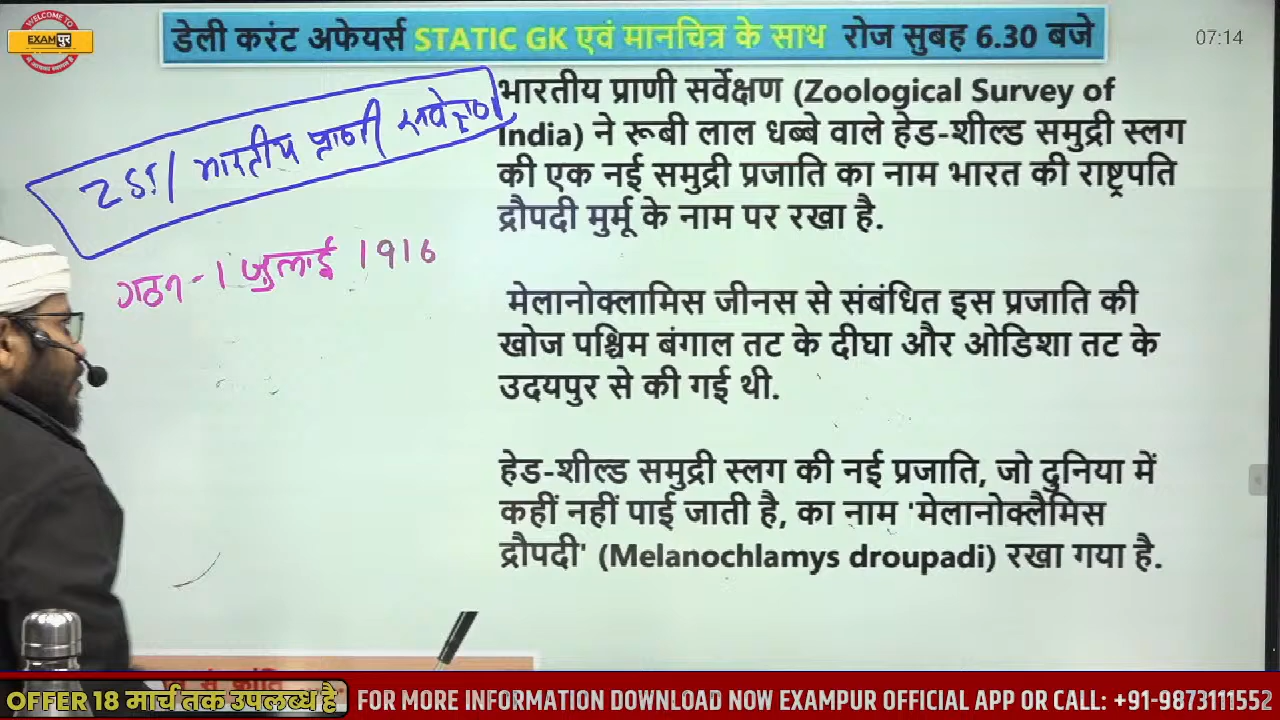 WELCOME TO
EXAMपुर
डेली करंट अफेयर्स STATIC GK एवं मानचित्र के साथ रोज सुबह 6.30 बजे
07:14
ZSI/ भारतीय प्राणी सर्वेक्षण
गठन - 1 जुलाई 1916
भारतीय प्राणी सर्वेक्षण (Zoological Survey of
India) ने रूबी लाल धब्बे वाले हेड-शील्ड समुद्री स्लग
की एक नई समुद्री प्रजाति का नाम भारत की राष्ट्रपति
द्रौपदी मुर्मू के नाम पर रखा है.
मेलानोक्लामिस जीनस से संबंधित इस प्रजाति की
खोज पश्चिम बंगाल तट के दीघा और ओडिशा तट के
उदयपुर से की गई थी.
हेड-शील्ड समुद्री स्लग की नई प्रजाति, जो दुनिया में
कहीं नहीं पाई जाती है, का नाम 'मेलानोक्लैमिस
द्रौपदी' (Melanochlamys droupadi) रखा गया है.
OFFER 18 मार्च तक उपलब्ध है
FOR MORE INFORMATION DOWNLOAD NOW EXAMPUR OFFICIAL APP OR CALL: +91-9873111552